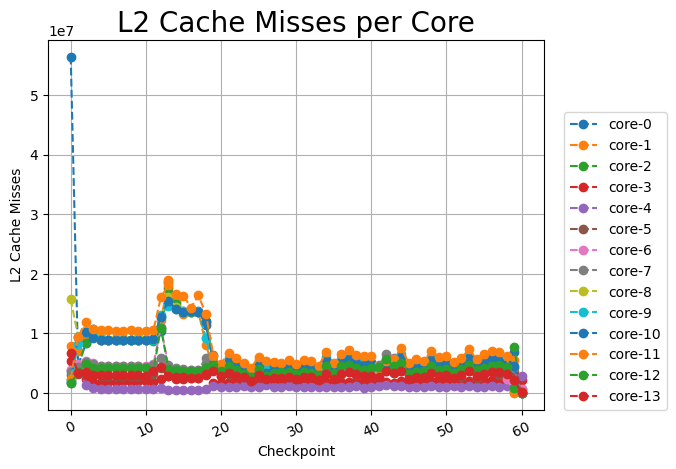 L2 Cache Misses per Core
1e7
5
4
3
2
1
0
L2 Cache Misses
0
10
20
30
40
50
60
Checkpoint
core-0
core-1
core-2
core-3
core-4
core-5
core-6
core-7
core-8
core-9
core-10
core-11
core-12
core-13